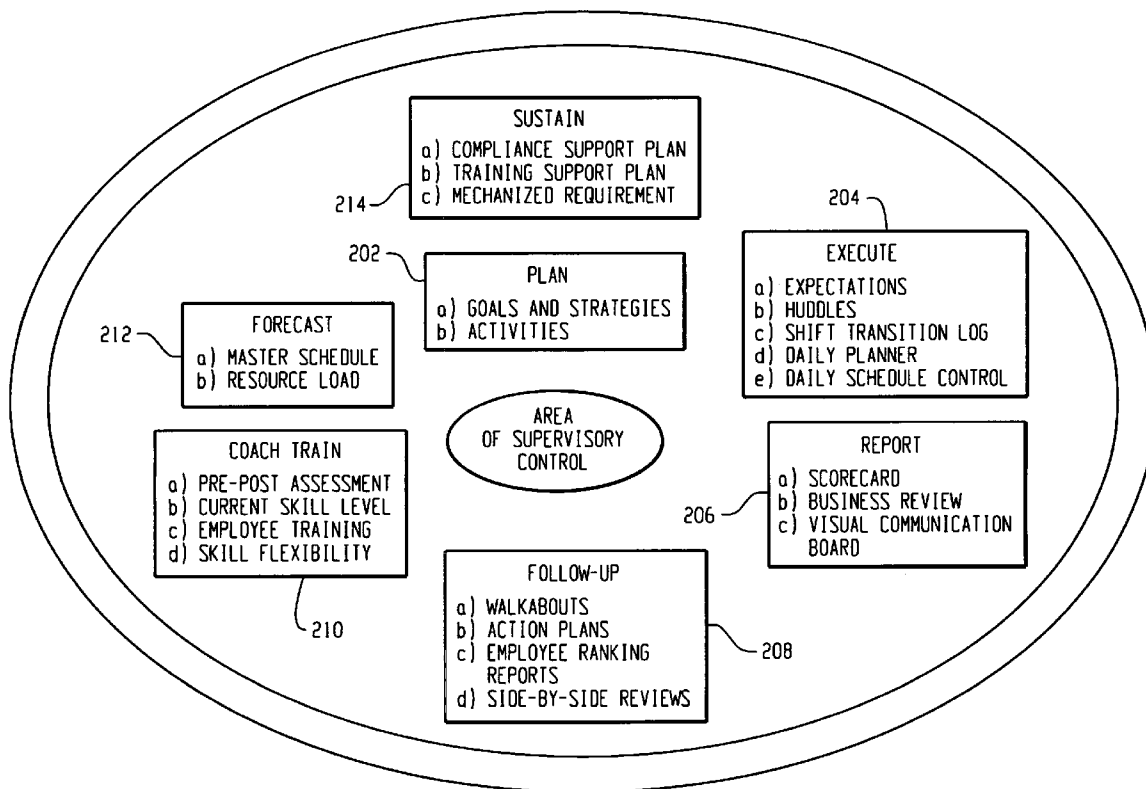 SUSTAIN
a) COMPLIANCE SUPPORT PLAN
b) TRAINING SUPPORT PLAN
c) MECHANIZED REQUIREMENT
214
204
EXECUTE
a) EXPECTATIONS
b) HUDDLES
c) SHIFT TRANSITION LOG
d) DAILY PLANNER
e) DAILY SCHEDULE CONTROL
202
PLAN
a) GOALS AND STRATEGIES
b) ACTIVITIES
212
FORECAST
a) MASTER SCHEDULE
b) RESOURCE LOAD
AREA
OF SUPERVISORY
CONTROL
COACH TRAIN
a) PRE-POST ASSESSMENT
b) CURRENT SKILL LEVEL
c) EMPLOYEE TRAINING
d) SKILL FLEXIBILITY
210
REPORT
a) SCORECARD
b) BUSINESS REVIEW
c) VISUAL COMMUNICATION
BOARD
206
FOLLOW-UP
a) WALKABOUTS
b) ACTION PLANS
c) EMPLOYEE RANKING
REPORTS
d) SIDE-BY-SIDE REVIEWS
208